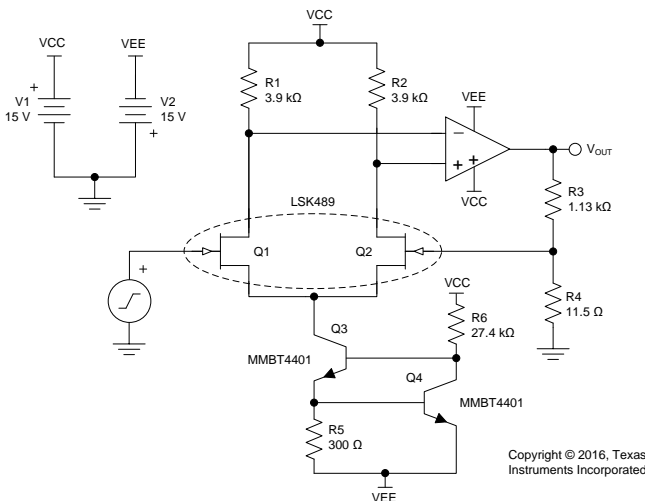 VCC
VCC
VEE
V1
15 V
V2
15 V
R1
3.9 kΩ
R2
3.9 kΩ
VEE
VCC
VOUT
R3
1.13 kΩ
LSK489
Q1
Q2
VCC
R6
27.4 kΩ
R4
11.5 Ω
Q3
MMBT4401
Q4
MMBT4401
R5
300 Ω
VEE
Copyright © 2016, Texas
Instruments Incorporated